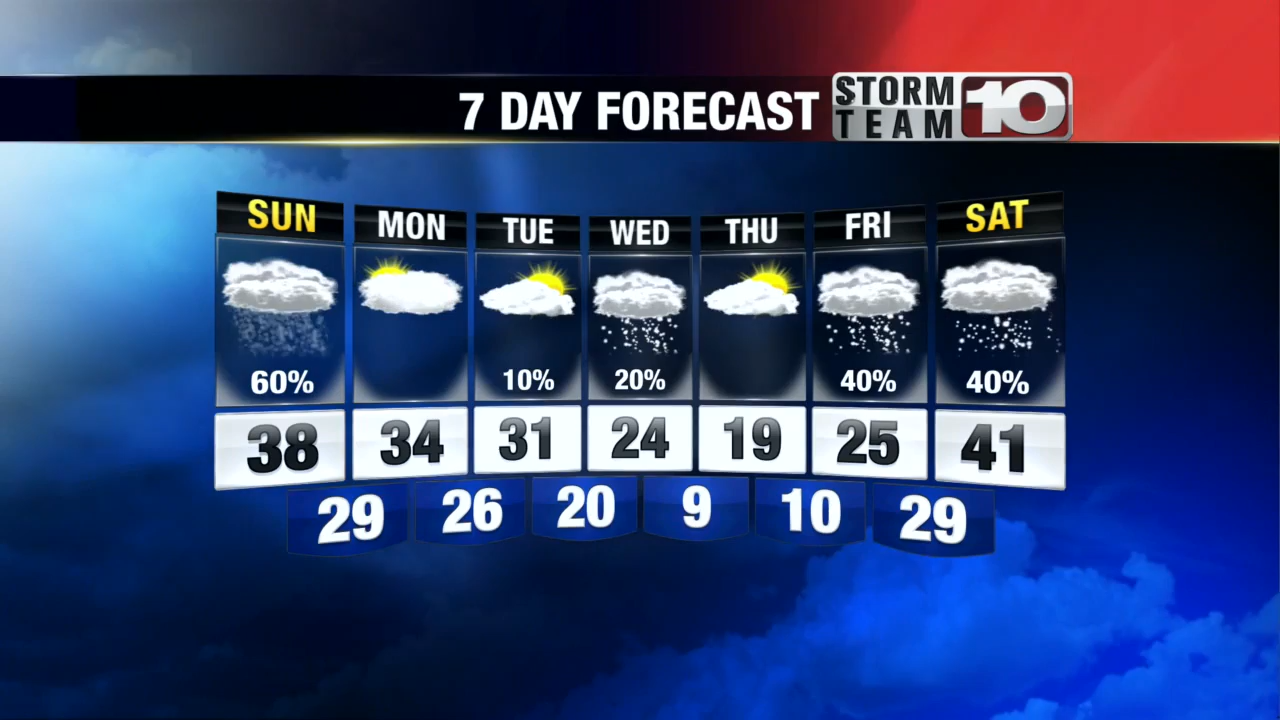 7 DAY FORECAST
STORM
TEAM
10
SUN MON TUE WED THU FRI SAT
60% 10% 20% 40% 40%
38 34 31 24 19 25 41
29 26 20 9 10 29